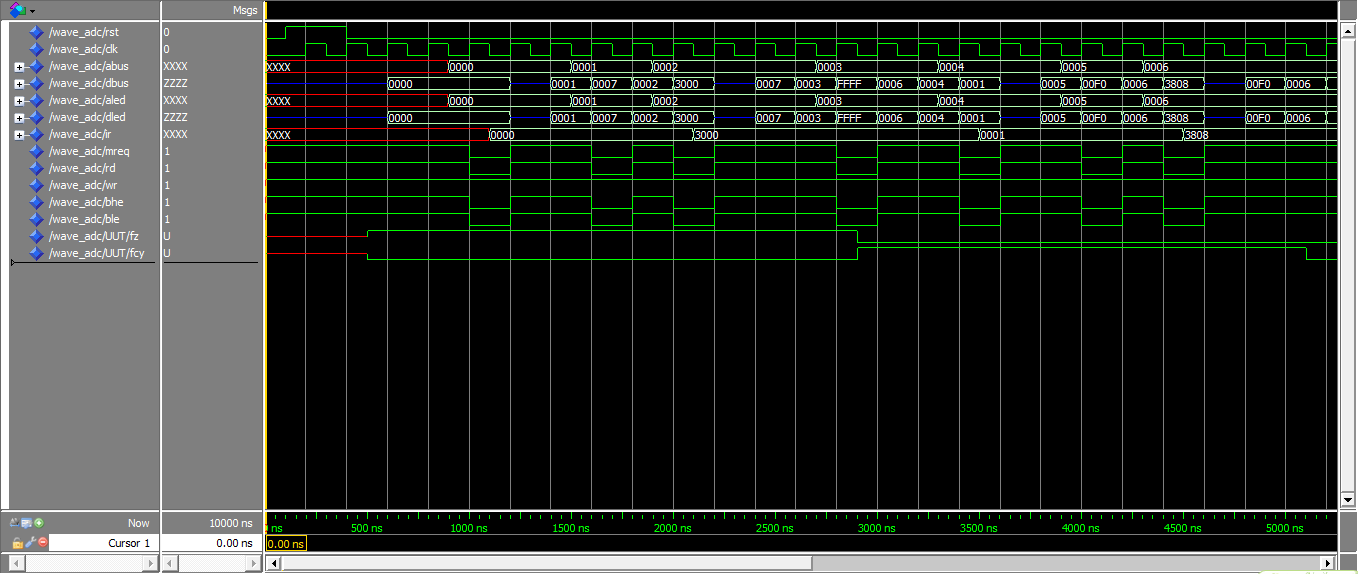 Msgs
/wave_adc/rst 0
/wave_adc/clk 0
/wave_adc/abus XXXX XXXX 0000 0001 0002 0003 0004 0005 0006
/wave_adc/dbus ZZZZ 0000 0001 0007 0002 3000 0007 0003 FFFF 0006 0004 0001 0005 00F0 0006 3808 00F0 0006
/wave_adc/aled XXXX XXXX 0000 0001 0002 0003 0004 0005 0006
/wave_adc/dled ZZZZ 0000 0001 0007 0002 3000 0007 0003 FFFF 0006 0004 0001 0005 00F0 0006 3808 00F0 0006
/wave_adc/ir XXXX XXXX 0000 3000 0001 3808
/wave_adc/mreq 1
/wave_adc/rd 1
/wave_adc/wr 1
/wave_adc/bhe 1
/wave_adc/ble 1
/wave_adc/UUT/fz U
/wave_adc/UUT/fcy U
Now 10000 ns ns 500 ns 1000 ns 1500 ns 2000 ns 2500 ns 3000 ns 3500 ns 4000 ns 4500 ns 5000 ns
Cursor 1 0.00 ns 0.00 ns